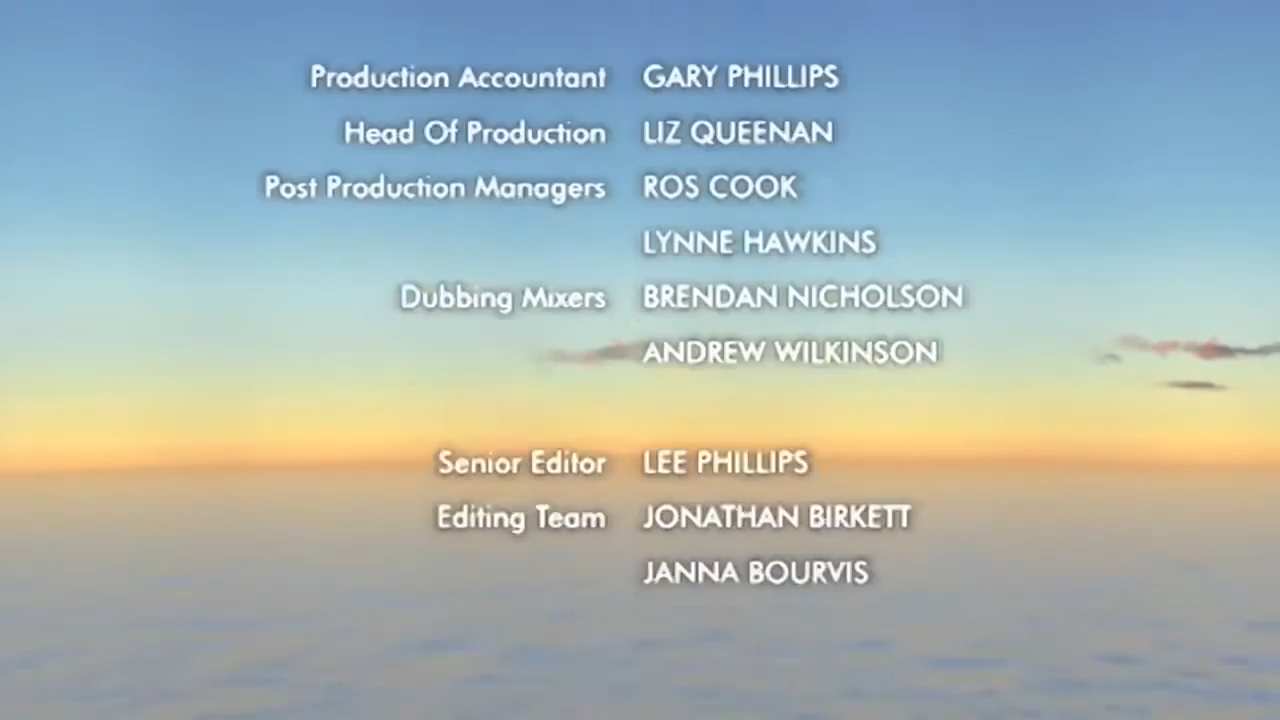 Production Accountant GARY PHILLIPS
Head Of Production LIZ QUEENAN
Post Production Managers ROS COOK
LYNNE HAWKINS
Dubbing Mixers BRENDAN NICHOLSON
ANDREW WILKINSON
Senior Editor LEE PHILLIPS
Editing Team JONATHAN BIRKETT
JANNA BOURVIS